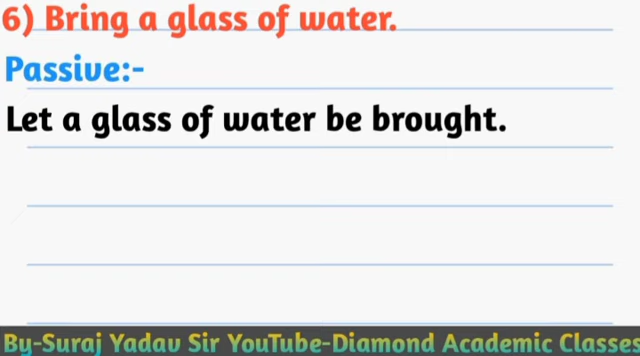 6) Bring a glass of water.
Passive:-
Let a glass of water be brought.
By-Suraj Yadav Sir YouTube-Diamond Academic Classes